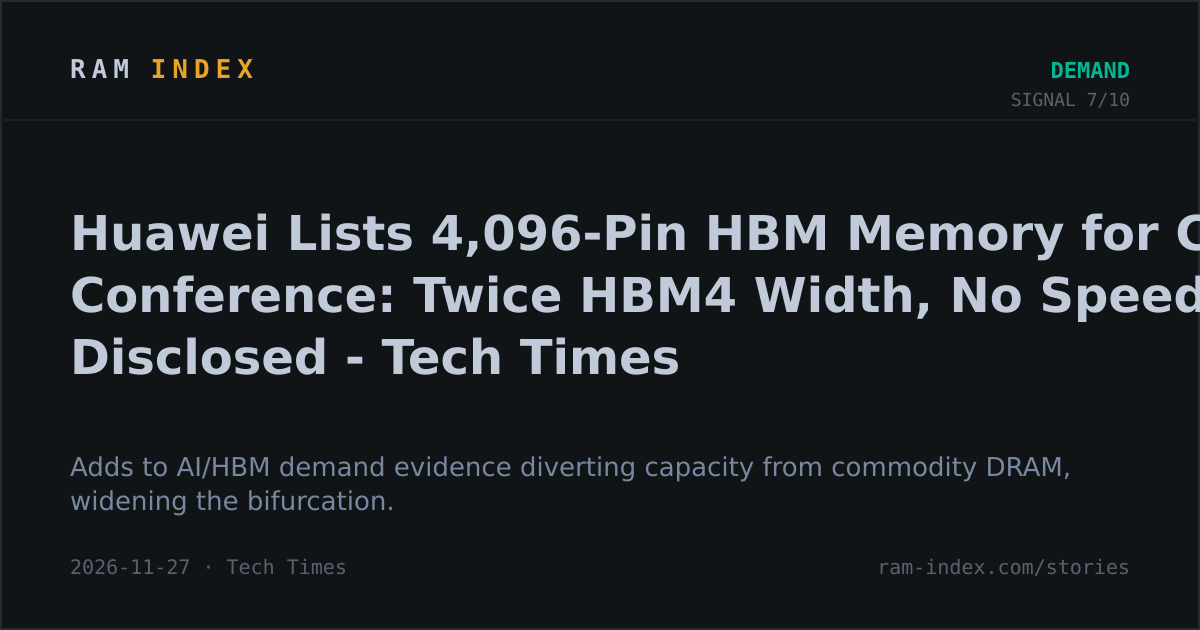 RAM INDEX
DEMAND
SIGNAL 7/10
Huawei Lists 4,096-Pin HBM Memory for
Conference: Twice HBM4 Width, No Speed
Disclosed - Tech Times
Adds to AI/HBM demand evidence diverting capacity from commodity DRAM,
widening the bifurcation.
2026-11-27 · Tech Times
ram-index.com/stories